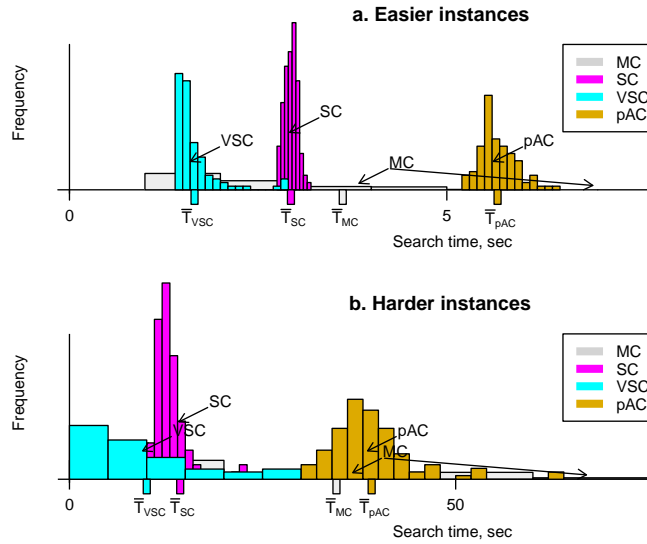 a. Easier instances
Frequency
MC
SC
VSC
pAC
VSC
SC
MC
pAC
0
5
T̿VSC
T̿SC
T̿MC
T̿pAC
Search time, sec
b. Harder instances
Frequency
MC
SC
VSC
pAC
SC
VSC
pAC
MC
0
50
T̿VSC
T̿SC
T̿MC
T̿pAC
Search time, sec